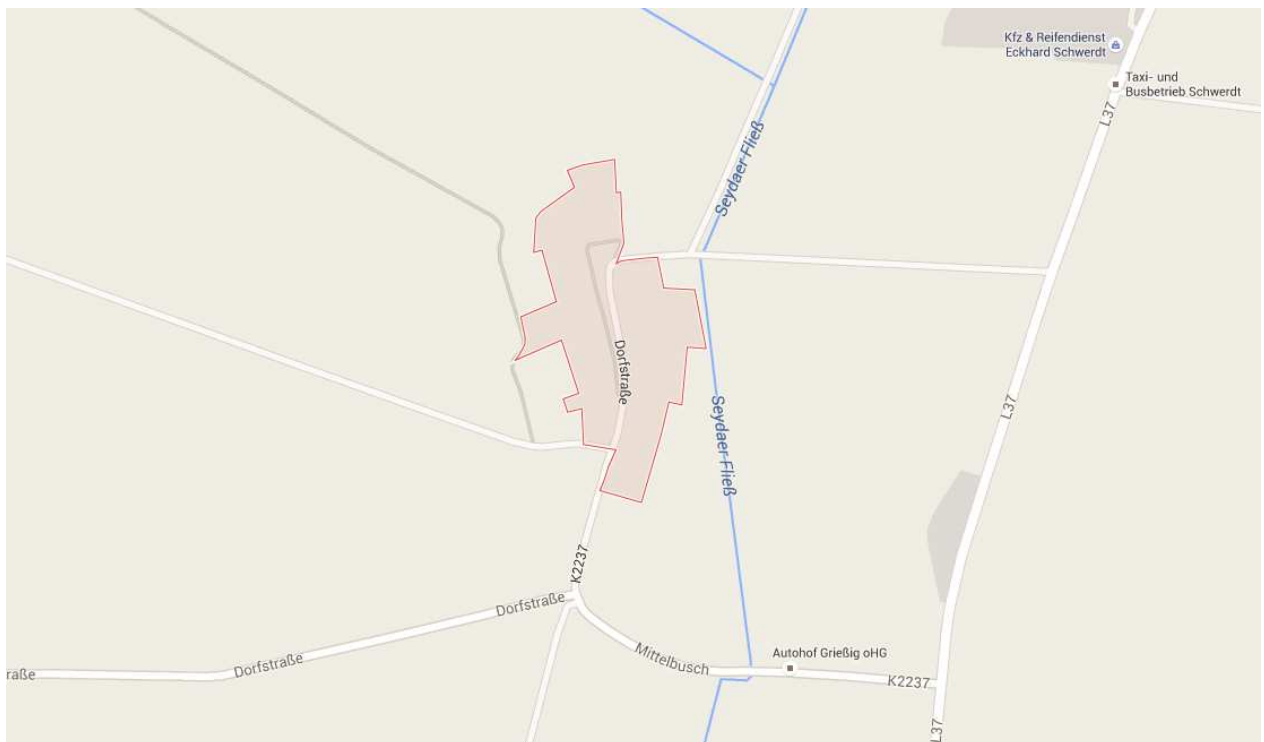 Kfz & Reifendienst
Eckhard Schwerdt
Taxi- und
Busbetrieb Schwerdt
L37
Seydaer Fließ
Dorfstraße
L37
Seydaer Fließ
K2237
Dorfstraße
Mittelbusch
Autohof Grießig oHG
Dorfstraße
raße
K2237
L37